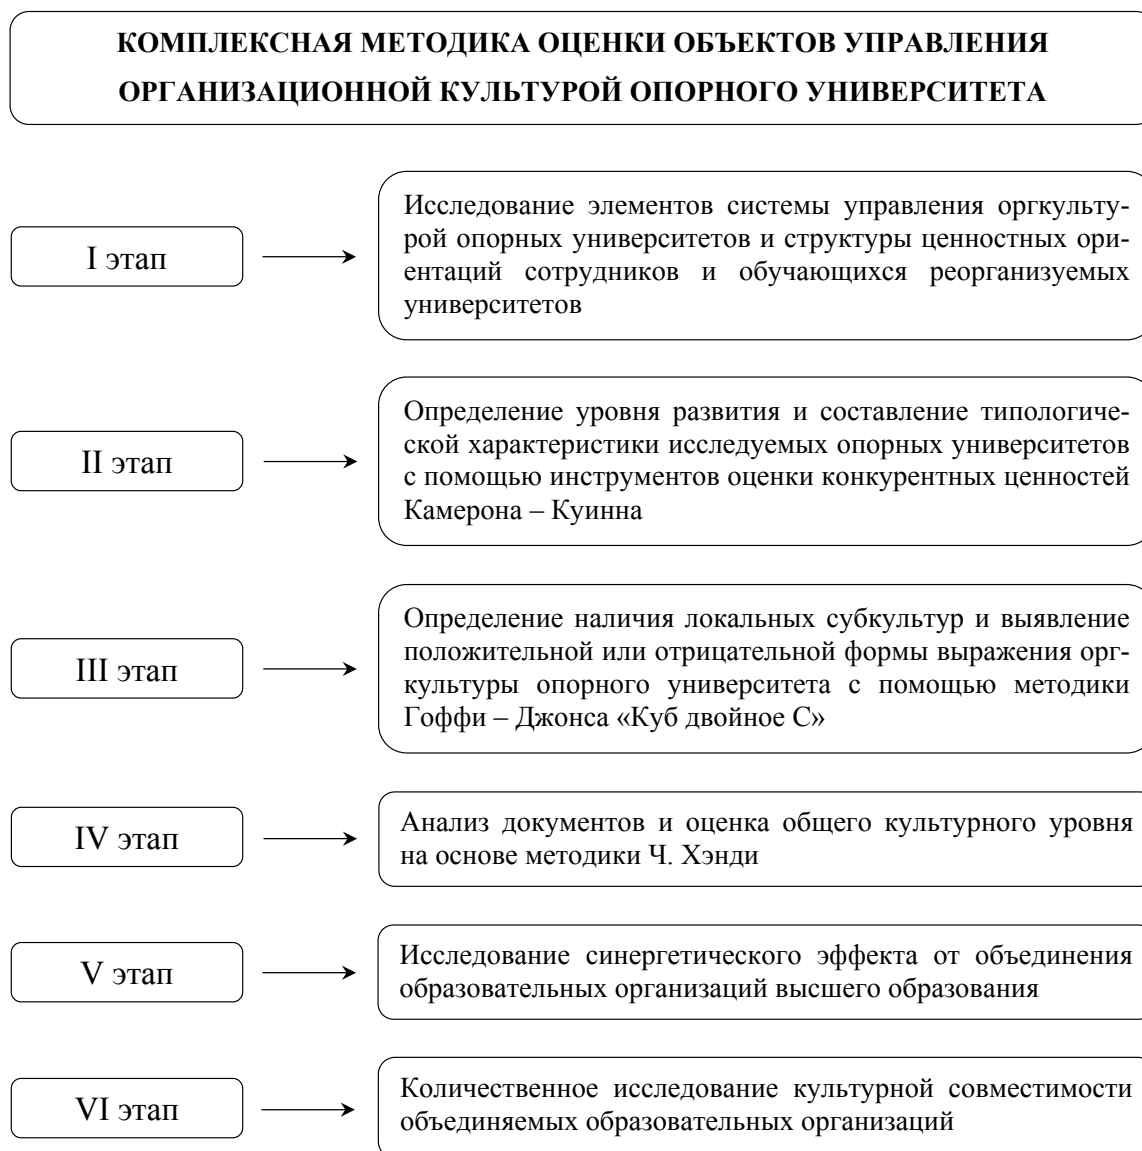 КОМПЛЕКСНАЯ МЕТОДИКА ОЦЕНКИ ОБЪЕКТОВ УПРАВЛЕНИЯ
ОРГАНИЗАЦИОННОЙ КУЛЬТУРОЙ ОПОРНОГО УНИВЕРСИТЕТА
I этап
Исследование элементов системы управления оргкульту-
рой опорных университетов и структуры ценностных ори-
ентаций сотрудников и обучающихся реорганизуемых
университетов
II этап
Определение уровня развития и составление типологиче-
ской характеристики исследуемых опорных университетов
с помощью инструментов оценки конкурентных ценностей
Камерона – Куинна
III этап
Определение наличия локальных субкультур и выявление
положительной или отрицательной формы выражения орг-
культуры опорного университета с помощью методики
Гоффи – Джонса «Куб двойное С»
IV этап
Анализ документов и оценка общего культурного уровня
на основе методики Ч. Хэнди
V этап
Исследование синергетического эффекта от объединения
образовательных организаций высшего образования
VI этап
Количественное исследование культурной совместимости
объединяемых образовательных организаций